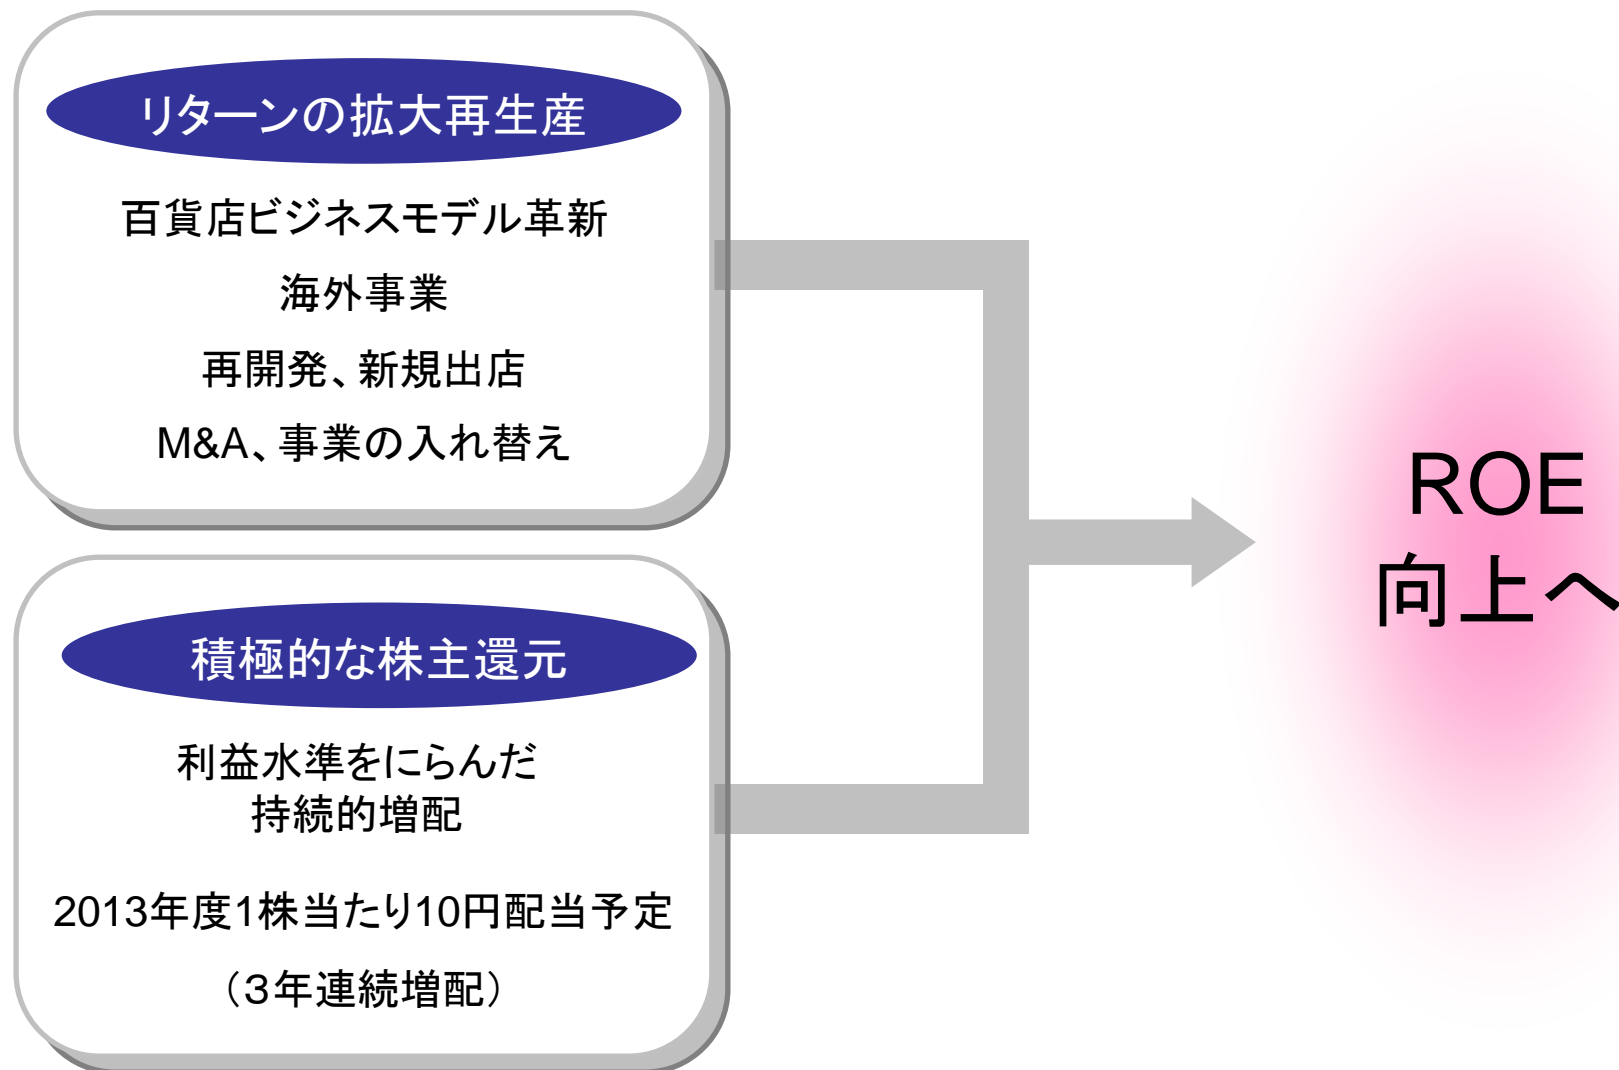 リターンの拡大再生産
百貨店ビジネスモデル革新
海外事業
再開発、新規出店
M&A、事業の入れ替え
積極的な株主還元
利益水準をにらんだ
持続的増配
2013年度1株当たり10円配当予定
（３年連続増配）
ROE
向上へ